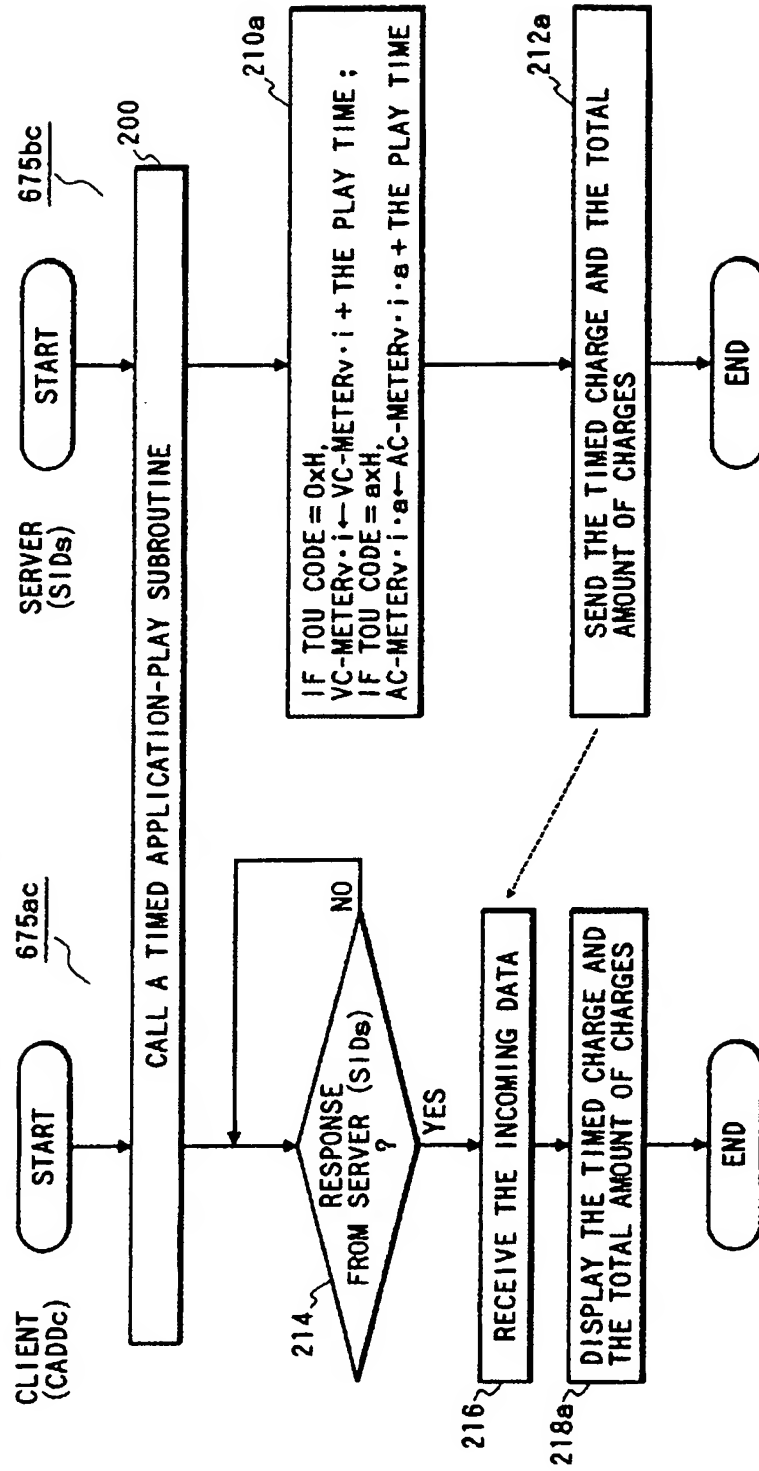 CLIENT
(CADDc)
START
675ac
SERVER
(SIDs)
START
675bc
200
CALL A TIMED APPLICATION-PLAY SUBROUTINE
214
RESPONSE
FROM SERVER (SIDs)
?
NO
YES
210a
IF TOU CODE=0xH,
VC-METERv·i←VC-METERv·i+THE PLAY TIME;
IF TOU CODE=axH,
AC-METERv·i·a←AC-METERv·i·a+THE PLAY TIME
212a
SEND THE TIMED CHARGE AND THE TOTAL
AMOUNT OF CHARGES
216
RECEIVE THE INCOMING DATA
218a
DISPLAY THE TIMED CHARGE AND
THE TOTAL AMOUNT OF CHARGES
END
END